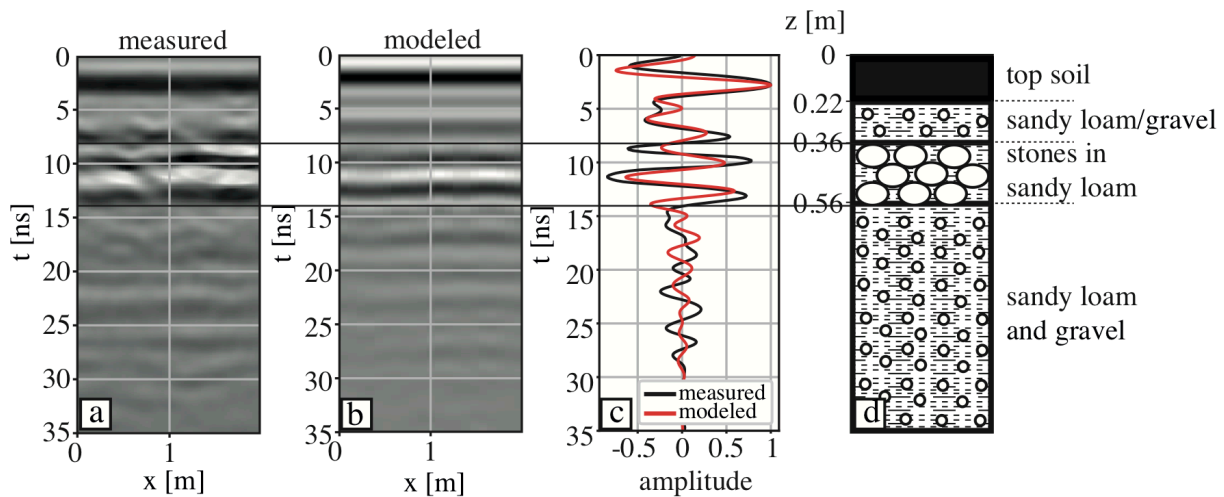 measured
0
5
10
15
20
25
30
35
t [ns]
a
0
1
x [m]
modeled
0
5
10
15
20
25
30
35
t [ns]
b
0
1
x [m]
0
5
10
15
20
25
30
35
t [ns]
measured
modeled
c
-0.5
0
0.5
1
amplitude
z [m]
0
0.22
0.36
0.56
d
top soil
sandy loam/gravel
stones in
sandy loam
sandy loam
and gravel